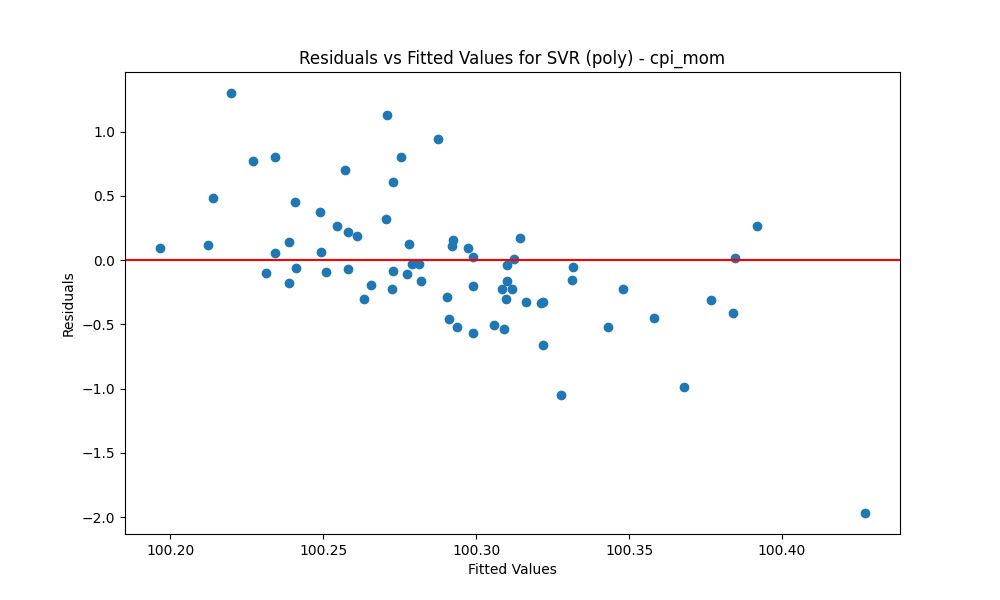 Residuals vs Fitted Values for SVR (poly) - cpi_mom
1.0
0.5
0.0
−0.5
−1.0
−1.5
−2.0
Residuals
100.20 100.25 100.30 100.35 100.40
Fitted Values